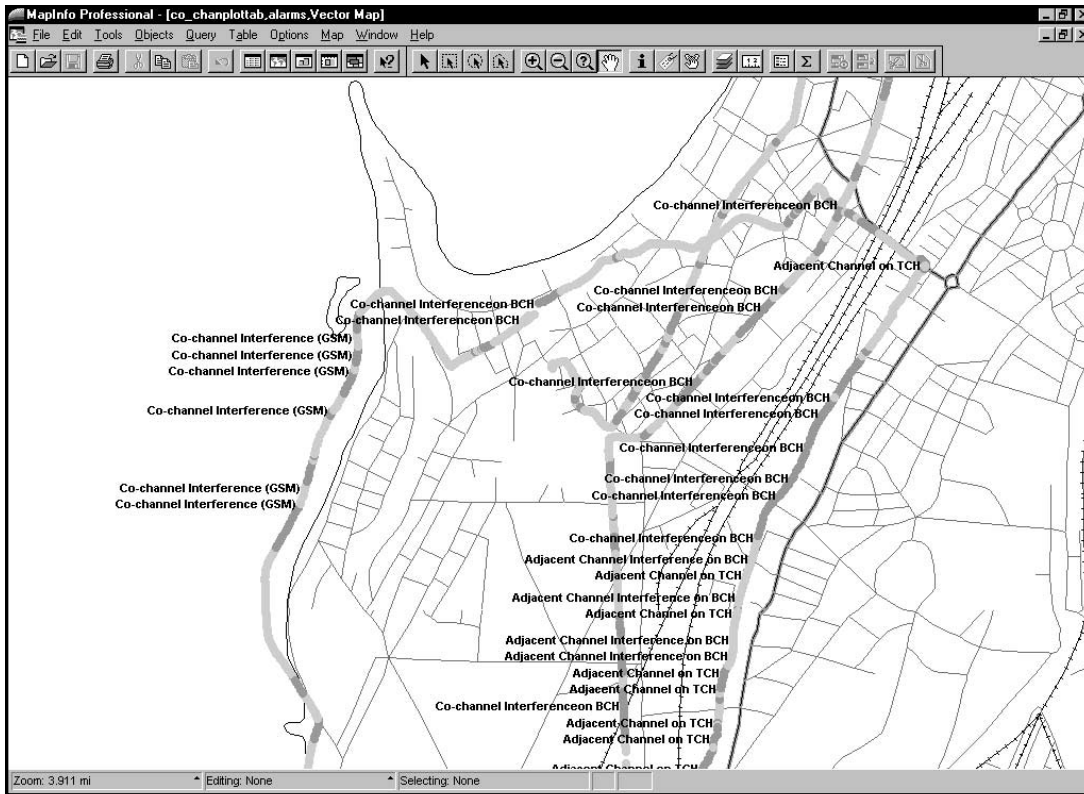 MapInfo Professional - [co_chanplottab,alarms,Vector Map]
File Edit Tools Objects Query Table Options Map Window Help
Co-channel Interferenceon BCH
Adjacent Channel on TCH
Co-channel Interferenceon BCH
Co-channel Interferenceon BCH
Co-channel Interferenceon BCH
Co-channel Interferenceon BCH
Co-channel Interference (GSM)
Co-channel Interference (GSM)
Co-channel Interference (GSM)
Co-channel Interferenceon BCH
Co-channel Interferenceon BCH
Co-channel Interference (GSM)
Co-channel Interferenceon BCH
Co-channel Interferenceon BCH
Co-channel Interferenceon BCH
Co-channel Interference (GSM)
Co-channel Interferenceon BCH
Co-channel Interference (GSM)
Co-channel Interferenceon BCH
Adjacent Channel Interference on BCH
Adjacent Channel on TCH
Adjacent Channel Interference on BCH
Adjacent Channel on TCH
Adjacent Channel Interference on BCH
Adjacent Channel Interference on BCH
Adjacent Channel on TCH
Adjacent Channel on TCH
Co-channel Interferenceon BCH
Adjacent Channel on TCH
Adjacent Channel on TCH
Adjacent Channel on TCH
Zoom: 3.911 mi Editing: None Selecting: None